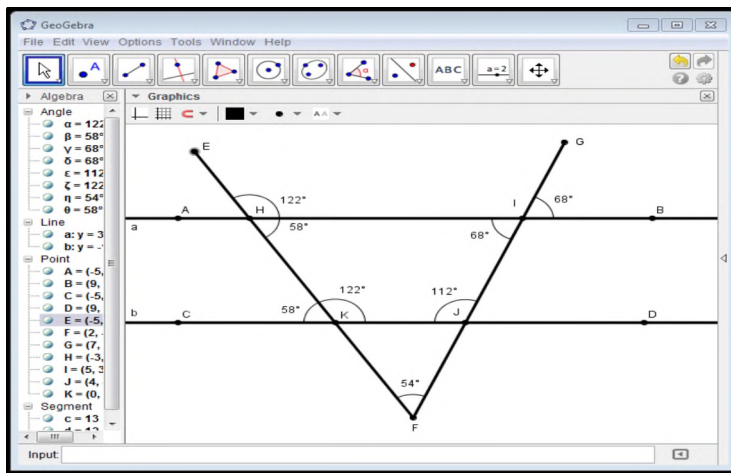 GeoGebra
File Edit View Options Tools Window Help
A ABC a=2
Algebra Graphics
Angle
α = 122
β = 58°
γ = 68°
δ = 68°
ε = 112
ζ = 122
η = 54°
θ = 58°
Line
a: y = 3
b: y = -
Point
A = (-5,
B = (9,
C = (-5,
D = (9,
E = (-5,
F = (2,
G = (7,
H = (-3,
I = (5, 3
J = (4,
K = (0,
Segment
c = 13
E G
122° 68°
A H I B
a 58° 68°
122° 112°
b C 58° K J D
54°
F
Input: